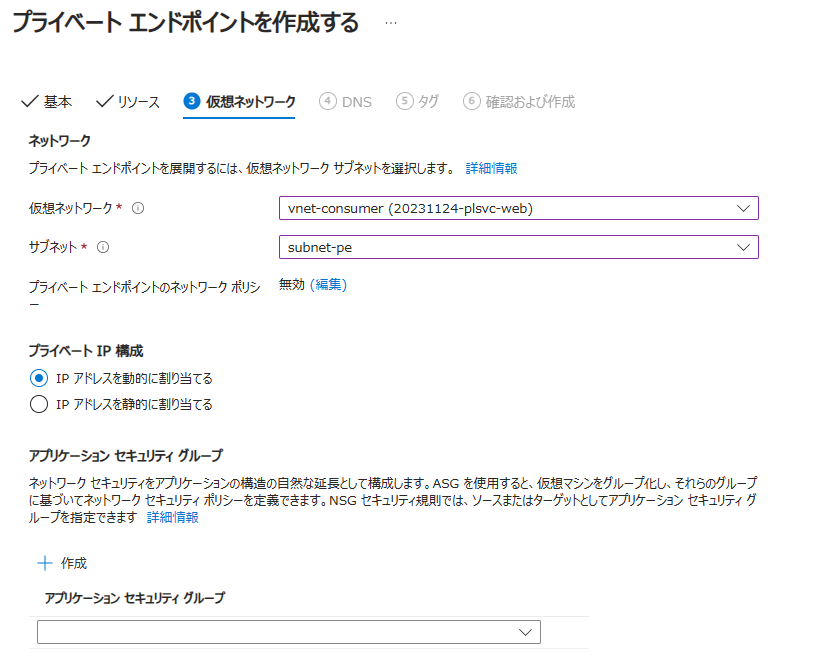 プライベート エンドポイントを作成する ...
基本 リソース 3 仮想ネットワーク 4 DNS 5 タグ 6 確認および作成
ネットワーク
プライベート エンドポイントを展開するには、仮想ネットワーク サブネットを選択します。 詳細情報
仮想ネットワーク * vnet-consumer (20231124-plsvc-web)
サブネット * subnet-pe
プライベート エンドポイントのネットワーク ポリシ 無効 (編集)
ー
プライベート IP 構成
IP アドレスを動的に割り当てる
IP アドレスを静的に割り当てる
アプリケーション セキュリティ グループ
ネットワーク セキュリティをアプリケーションの構造の自然な延長として構成します。ASG を使用すると、仮想マシンをグループ化し、それらのグループ
に基づいてネットワーク セキュリティ ポリシーを定義できます。NSG セキュリティ規則では、ソースまたはターゲットとしてアプリケーション セキュリティ グ
ループを指定できます 詳細情報
作成
アプリケーション セキュリティ グループ